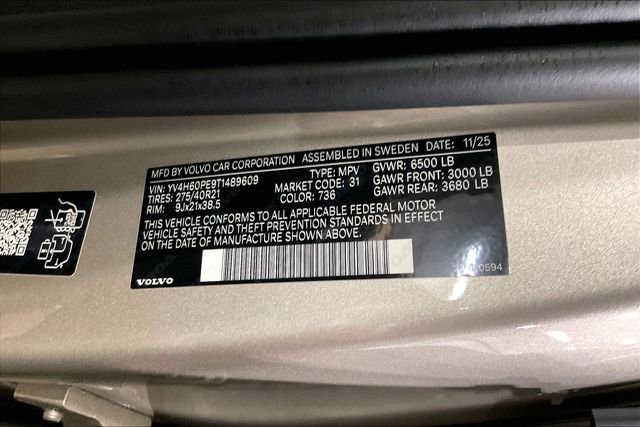 MFD BY VOLVO CAR CORPORATION ASSEMBLED IN SWEDEN DATE: 11/25
VIN: YV4H60PE9T1489609 TYPE: MPV GVWR: 6500 LB
TIRES: 275/40R21 MARKET CODE: 31 GAWR FRONT: 3000 LB
RIM: 9Jx21x38.5 COLOR: 736 GAWR REAR: 3680 LB
THIS VEHICLE CONFORMS TO ALL APPLICABLE FEDERAL MOTOR
VEHICLE SAFETY AND THEFT PREVENTION STANDARDS IN EFFECT
ON THE DATE OF MANUFACTURE SHOWN ABOVE.
VOLVO